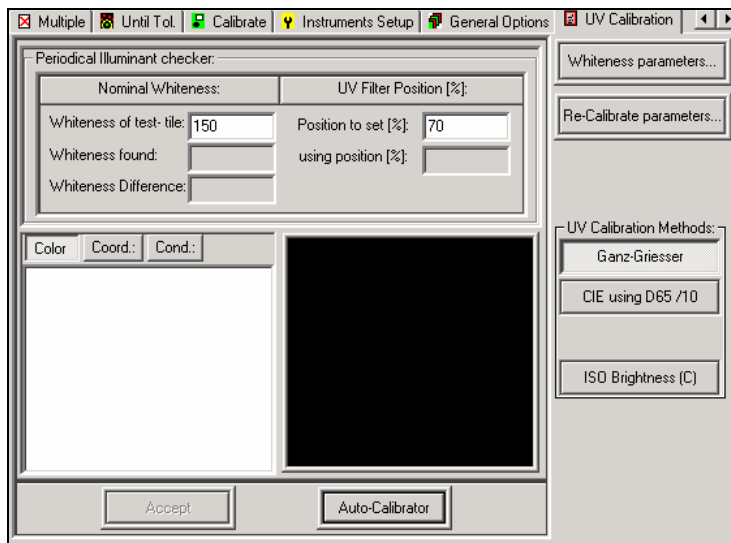 Multiple Until Tol. Calibrate Instruments Setup General Options UV Calibration
Periodical Illuminant checker:
Nominal Whiteness: UV Filter Position [%]:
Whiteness of test- tile: 150 Position to set [%]: 70
Whiteness found: using position [%]:
Whiteness Difference:
Color Coord.: Cond.:
Accept Auto-Calibrator
Whiteness parameters...
Re-Calibrate parameters...
UV Calibration Methods:
Ganz-Griesser
CIE using D65 /10
ISO Brightness (C)